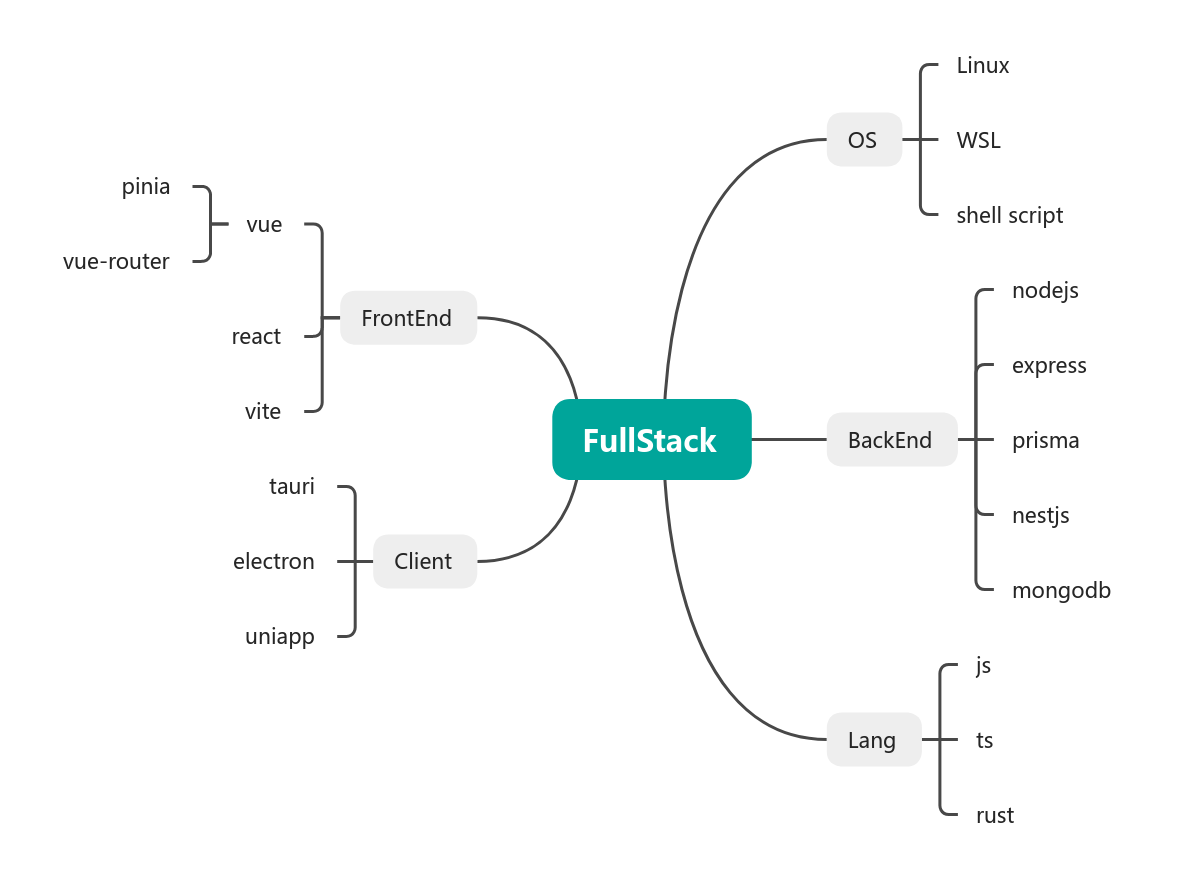 FullStack
OS
Linux
WSL
shell script
BackEnd
nodejs
express
prisma
nestjs
mongodb
Lang
js
ts
rust
FrontEnd
vue
pinia
vue-router
react
vite
Client
tauri
electron
uniapp